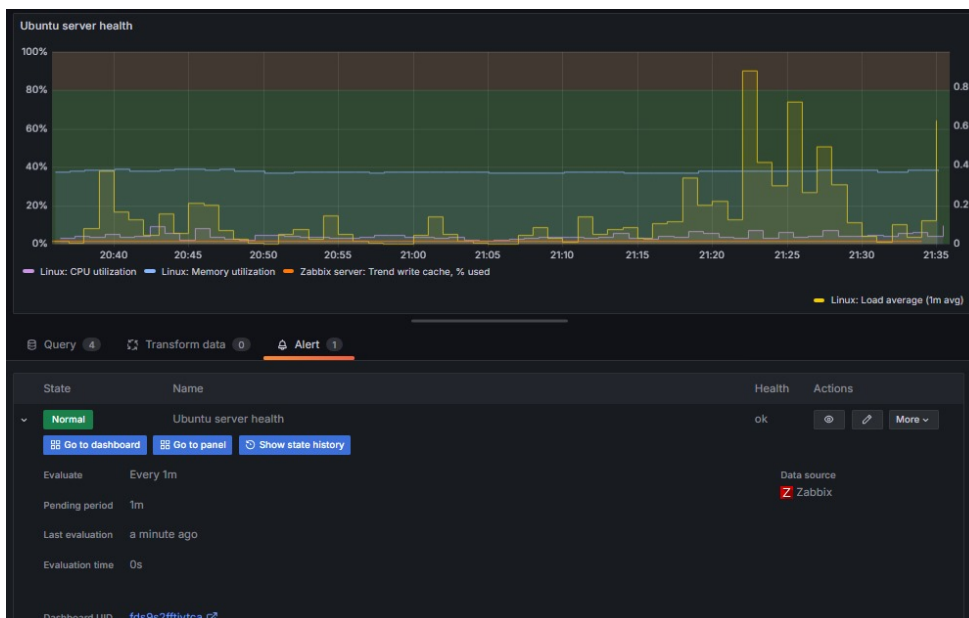 Ubuntu server health
100%
80%
60%
40%
20%
0%
0.8
0.6
0.4
0.2
0
20:40 20:45 20:50 20:55 21:00 21:05 21:10 21:15 21:20 21:25 21:30 21:35
Linux: CPU utilization Linux: Memory utilization Zabbix server: Trend write cache, % used
Linux: Load average (1m avg)
Query 4 Transform data 0 Alert 1
State Name Health Actions
Normal Ubuntu server health ok More
Go to dashboard Go to panel Show state history
Evaluate Every 1m Data source
Z Zabbix
Pending period 1m
Last evaluation a minute ago
Evaluation time 0s
Dashboard UID